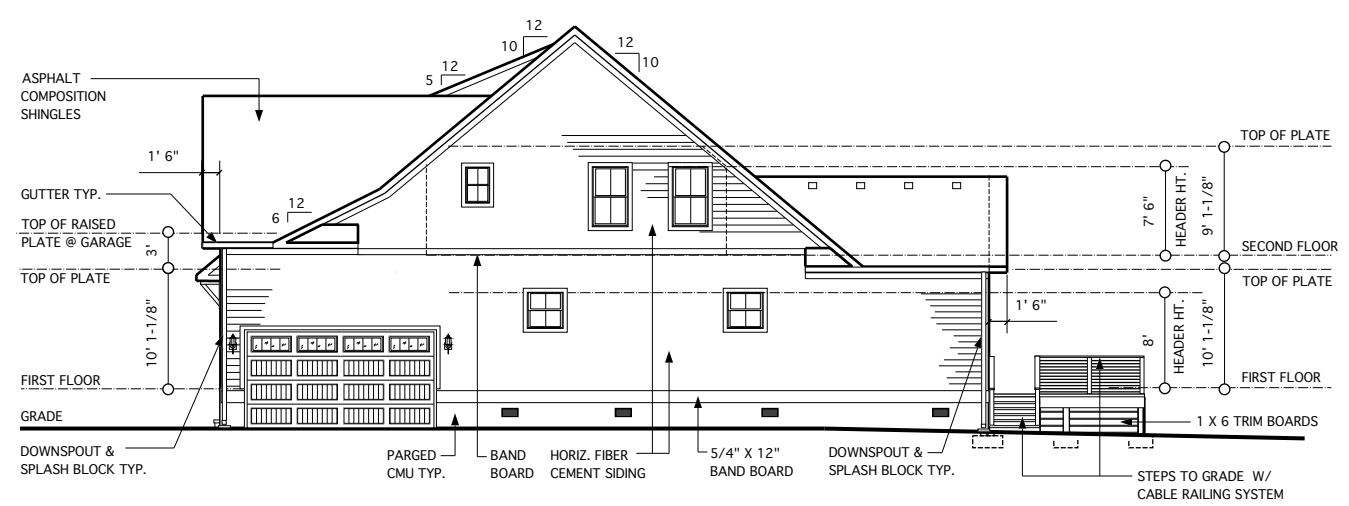 12
10
12
10
12
5
ASPHALT
COMPOSITION
SHINGLES
TOP OF PLATE
1' 6"
GUTTER TYP.
12
6
7' 6"
HEADER HT.
9' 1-1/8"
TOP OF RAISED
PLATE @ GARAGE
3'
SECOND FLOOR
TOP OF PLATE
TOP OF PLATE
1' 6"
10' 1-1/8"
8'
HEADER HT.
10' 1-1/8"
FIRST FLOOR
FIRST FLOOR
GRADE
1 X 6 TRIM BOARDS
DOWNSPOUT &
SPLASH BLOCK TYP.
PARGED
CMU TYP.
BAND
BOARD
HORIZ. FIBER
CEMENT SIDING
5/4" X 12"
BAND BOARD
DOWNSPOUT &
SPLASH BLOCK TYP.
STEPS TO GRADE W/
CABLE RAILING SYSTEM